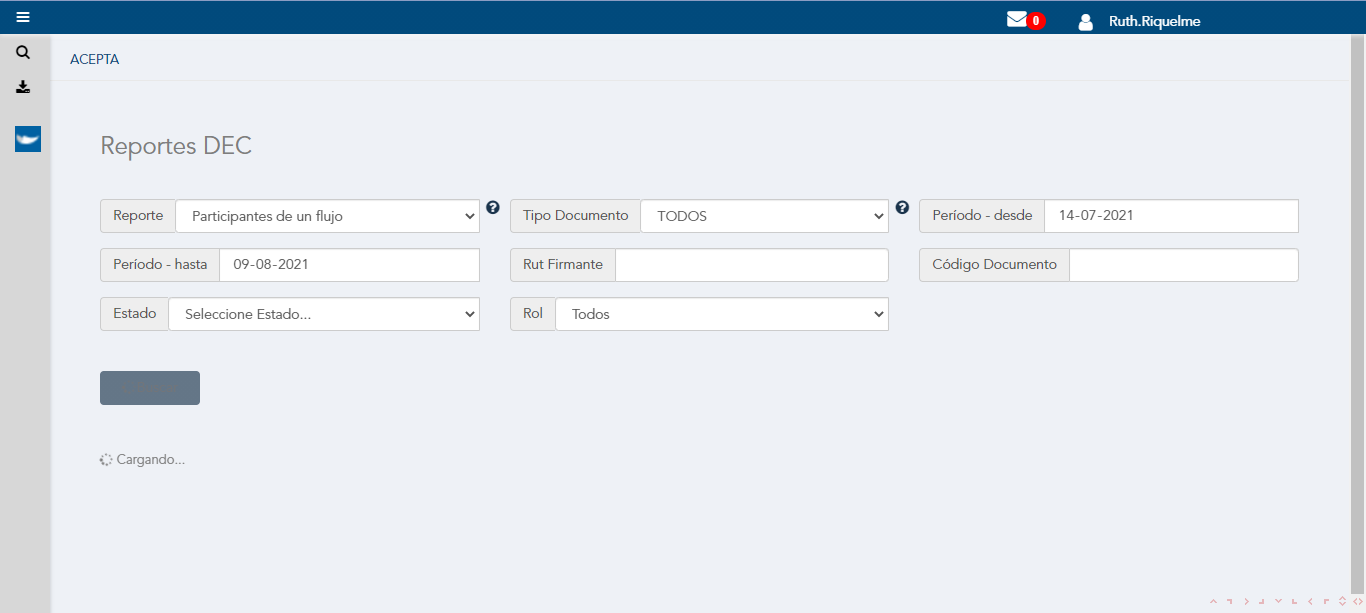 0 Ruth.Riquelme
ACEPTA
Reportes DEC
Reporte Participantes de un flujo Tipo Documento TODOS Período - desde 14-07-2021
Período - hasta 09-08-2021 Rut Firmante Código Documento
Estado Seleccione Estado... Rol Todos
Cargando...